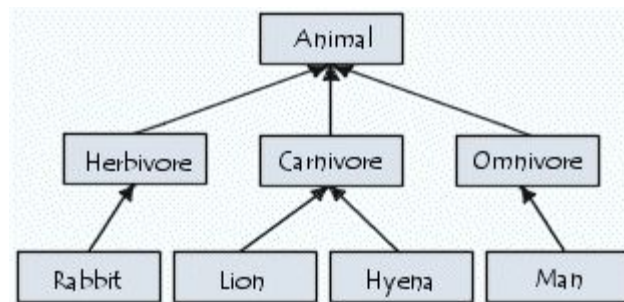 Animal
Herbivore
Carnivore
Omnivore
Rabbit
Lion
Hyena
Man